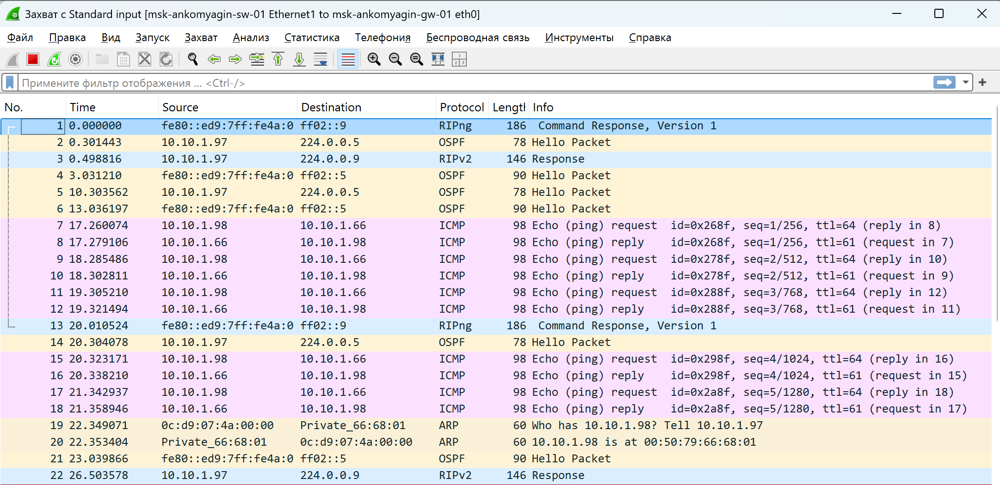 Захват с Standard input [msk-ankomyagin-sw-01 Ethernet1 to msk-ankomyagin-gw-01 eth0]
Файл Правка Вид Запуск Захват Анализ Статистика Телефония Беспроводная связь Инструменты Справка
Примените фильтр отображения ... <Ctrl-/>
No. Time Source Destination Protocol Length Info
1 0.000000 fe80::ed9:7ff:fe4a:0 ff02::9 RIPng 186 Command Response, Version 1
2 0.301443 10.10.1.97 224.0.0.5 OSPF 78 Hello Packet
3 0.498816 10.10.1.97 224.0.0.9 RIPv2 146 Response
4 3.031210 fe80::ed9:7ff:fe4a:0 ff02::5 OSPF 90 Hello Packet
5 10.303562 10.10.1.97 224.0.0.5 OSPF 78 Hello Packet
6 13.036197 fe80::ed9:7ff:fe4a:0 ff02::5 OSPF 90 Hello Packet
7 17.260074 10.10.1.98 10.10.1.66 ICMP 98 Echo (ping) request id=0x268f, seq=1/256, ttl=64 (reply in 8)
8 17.279106 10.10.1.66 10.10.1.98 ICMP 98 Echo (ping) reply id=0x268f, seq=1/256, ttl=61 (request in 7)
9 18.285486 10.10.1.98 10.10.1.66 ICMP 98 Echo (ping) request id=0x278f, seq=2/512, ttl=64 (reply in 10)
10 18.302811 10.10.1.66 10.10.1.98 ICMP 98 Echo (ping) reply id=0x278f, seq=2/512, ttl=61 (request in 9)
11 19.305210 10.10.1.98 10.10.1.66 ICMP 98 Echo (ping) request id=0x288f, seq=3/768, ttl=64 (reply in 12)
12 19.321494 10.10.1.66 10.10.1.98 ICMP 98 Echo (ping) reply id=0x288f, seq=3/768, ttl=61 (request in 11)
13 20.010524 fe80::ed9:7ff:fe4a:0 ff02::9 RIPng 186 Command Response, Version 1
14 20.304078 10.10.1.97 224.0.0.5 OSPF 78 Hello Packet
15 20.323171 10.10.1.98 10.10.1.66 ICMP 98 Echo (ping) request id=0x298f, seq=4/1024, ttl=64 (reply in 16)
16 20.338210 10.10.1.66 10.10.1.98 ICMP 98 Echo (ping) reply id=0x298f, seq=4/1024, ttl=61 (request in 15)
17 21.342937 10.10.1.98 10.10.1.66 ICMP 98 Echo (ping) request id=0x2a8f, seq=5/1280, ttl=64 (reply in 18)
18 21.358946 10.10.1.66 10.10.1.98 ICMP 98 Echo (ping) reply id=0x2a8f, seq=5/1280, ttl=61 (request in 17)
19 22.349071 0c:d9:07:4a:00:00 Private_66:68:01 ARP 60 Who has 10.10.1.98? Tell 10.10.1.97
20 22.353404 Private_66:68:01 0c:d9:07:4a:00:00 ARP 60 10.10.1.98 is at 00:50:79:66:68:01
21 23.039866 fe80::ed9:7ff:fe4a:0 ff02::5 OSPF 90 Hello Packet
22 26.503578 10.10.1.97 224.0.0.9 RIPv2 146 Response